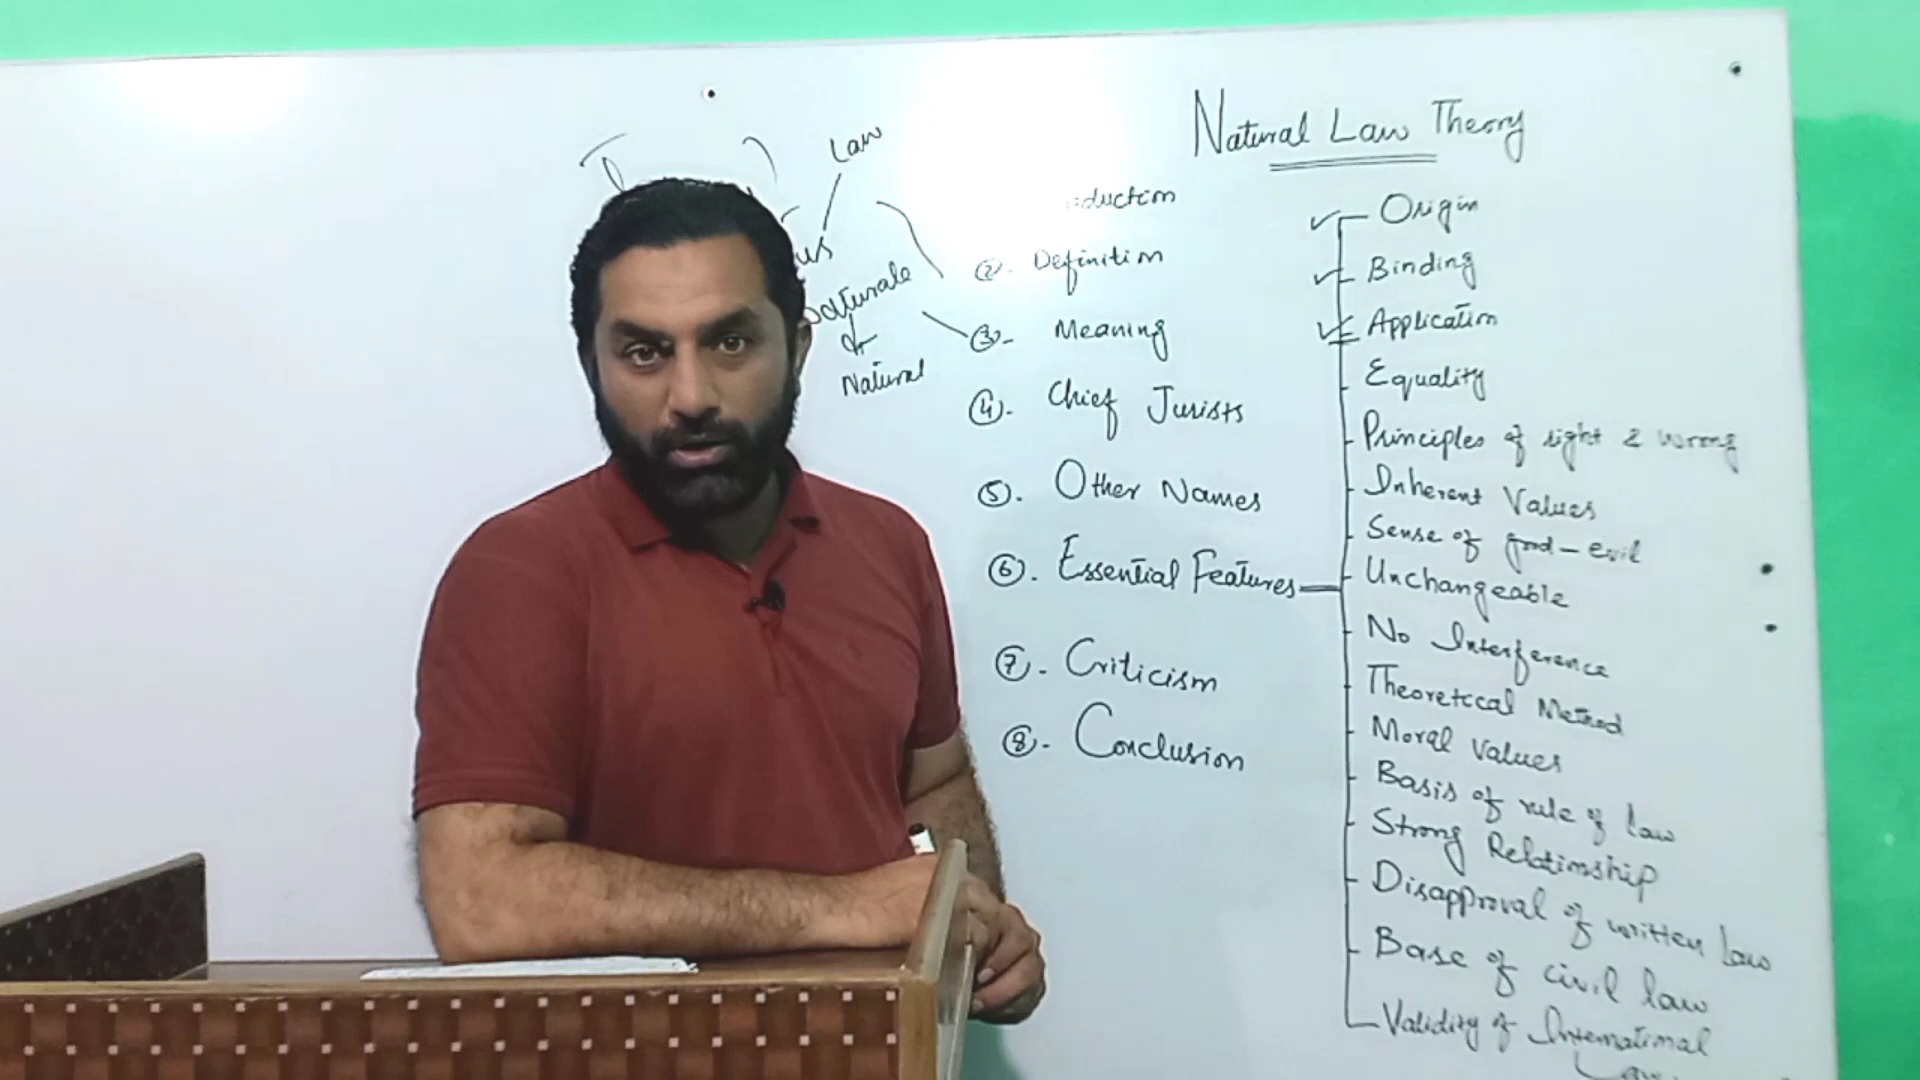 Natural Law Theory
Law
us
Natural
oduction
②. Definition
③- Meaning
④. Chief Jurists
⑤. Other Names
⑥. Essential Features
⑦. Criticism
⑧. Conclusion
Origin
Binding
Application
Equality
Principles of right & wrong
Inherent Values
Sense of good - evil
Unchangeable
No Interference
Theoretical Method
Moral Values
Basis of rule of law
Strong Relationship
Disapproval of written Law
Base of civil law
Validity of International
Law